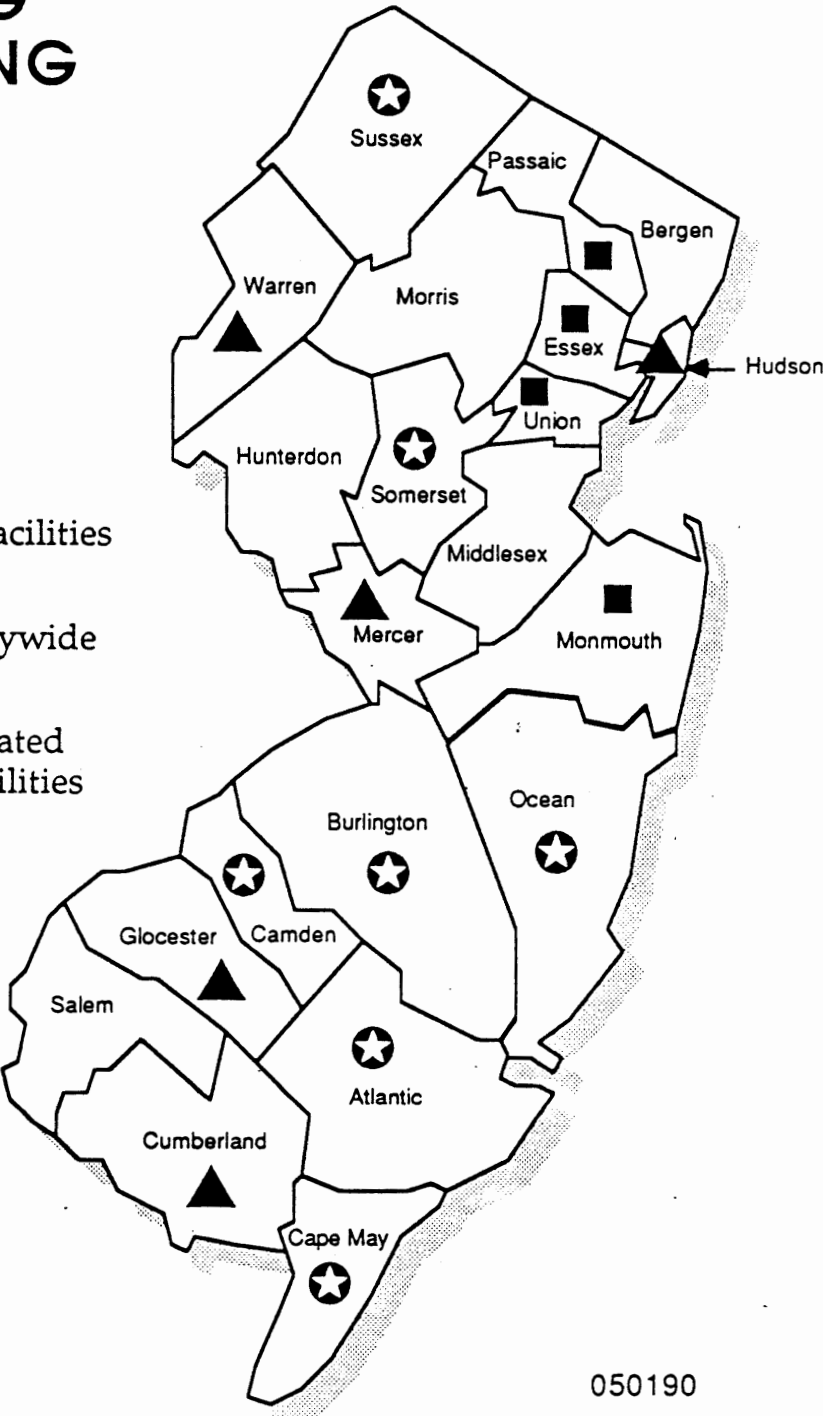 G
NG
Sussex
Passaic
Bergen
Warren
Morris
Essex
Hudson
Union
Hunterdon
Somerset
acilities
Middlesex
Mercer
Monmouth
ywide
ated
ilities
Ocean
Burlington
Glocester
Camden
Salem
Atlantic
Cumberland
Cape May
050190